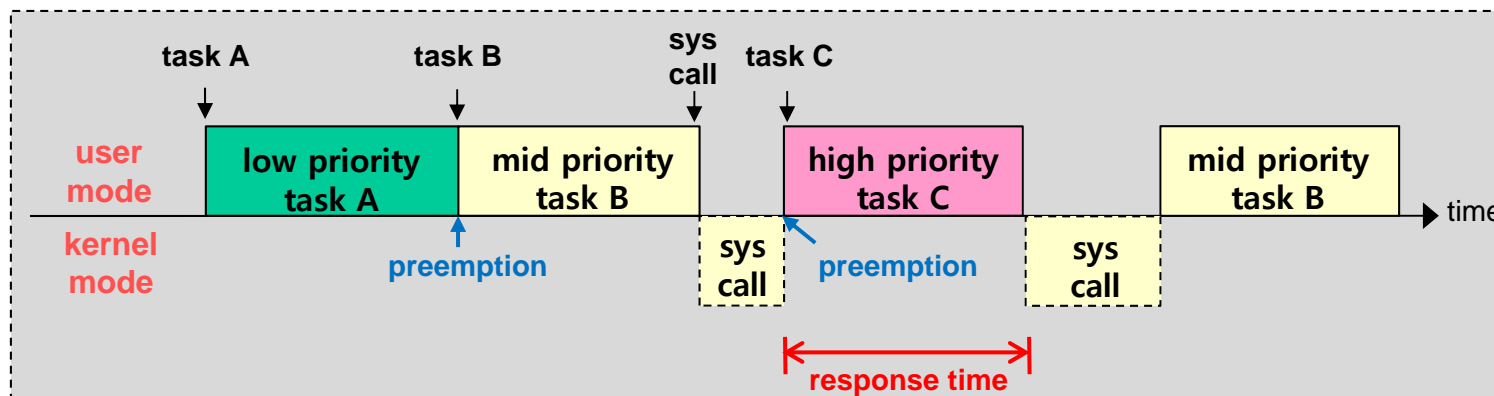 sys
call
task A
task B
task C
user
mode
low priority
task A
mid priority
task B
high priority
task C
mid priority
task B
time
kernel
mode
preemption
sys
call
preemption
sys
call
response time